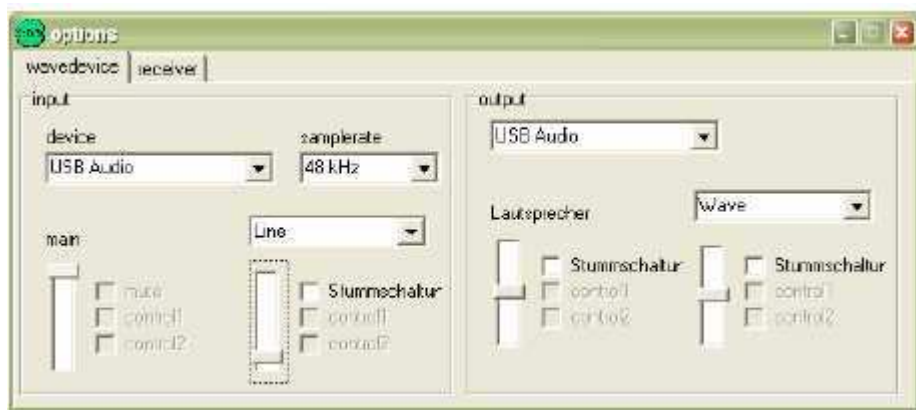 options
wavedevice
receiver
input
device
samplerate
USB Audio
48 kHz
main
Line
mute
control1
control2
Stummschaltur
control1
control2
output
USB Audio
Lautsprecher
Wave
Stummschaltur
control1
control2
Stummschaltur
control1
control2